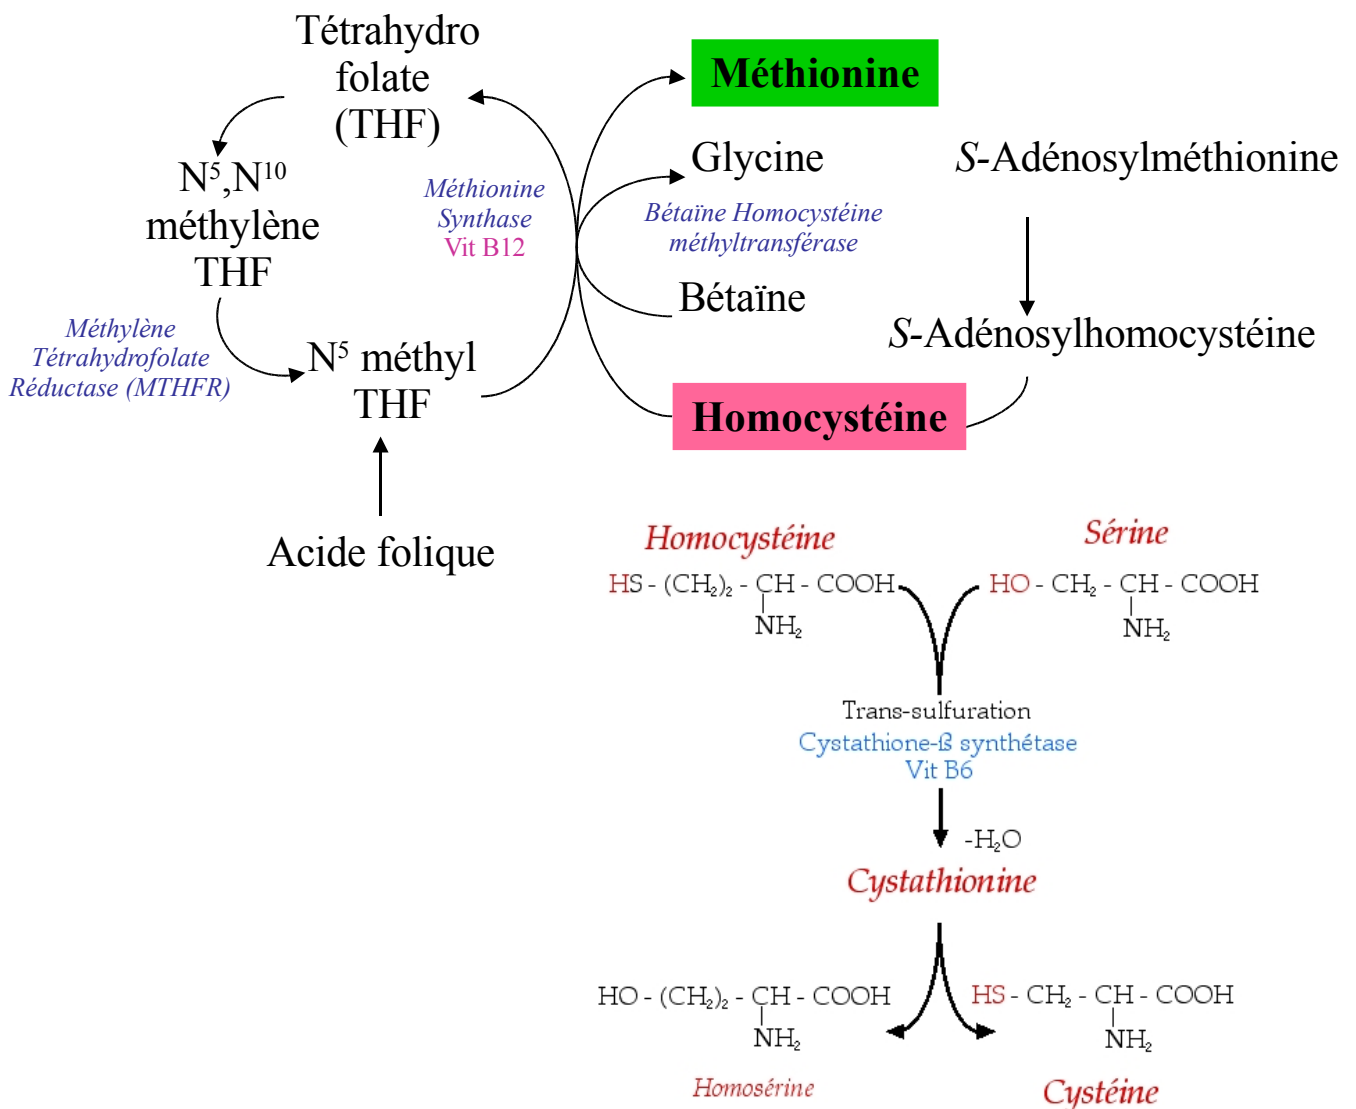 Tétrahydro
folate
(THF)
Méthionine
Glycine
S-Adénosylméthionine
N⁵,N¹⁰
méthylène
THF
Méthionine
Synthase
Vit B12
Bétaïne Homocystéine
méthyltransférase
Bétaïne
Méthylène
Tétrahydrofolate
Réductase (MTHFR)
N⁵ méthyl
THF
S-Adénosylhomocystéine
Homocystéine
Acide folique
Homocystéine
HS - (CH₂)₂ - CH - COOH
NH₂
Sérine
HO - CH₂ - CH - COOH
NH₂
Trans-sulfuration
Cystathione-ß synthétase
Vit B6
-H₂O
Cystathionine
HO - (CH₂)₂ - CH - COOH
NH₂
Homosérine
HS - CH₂ - CH - COOH
NH₂
Cystéine